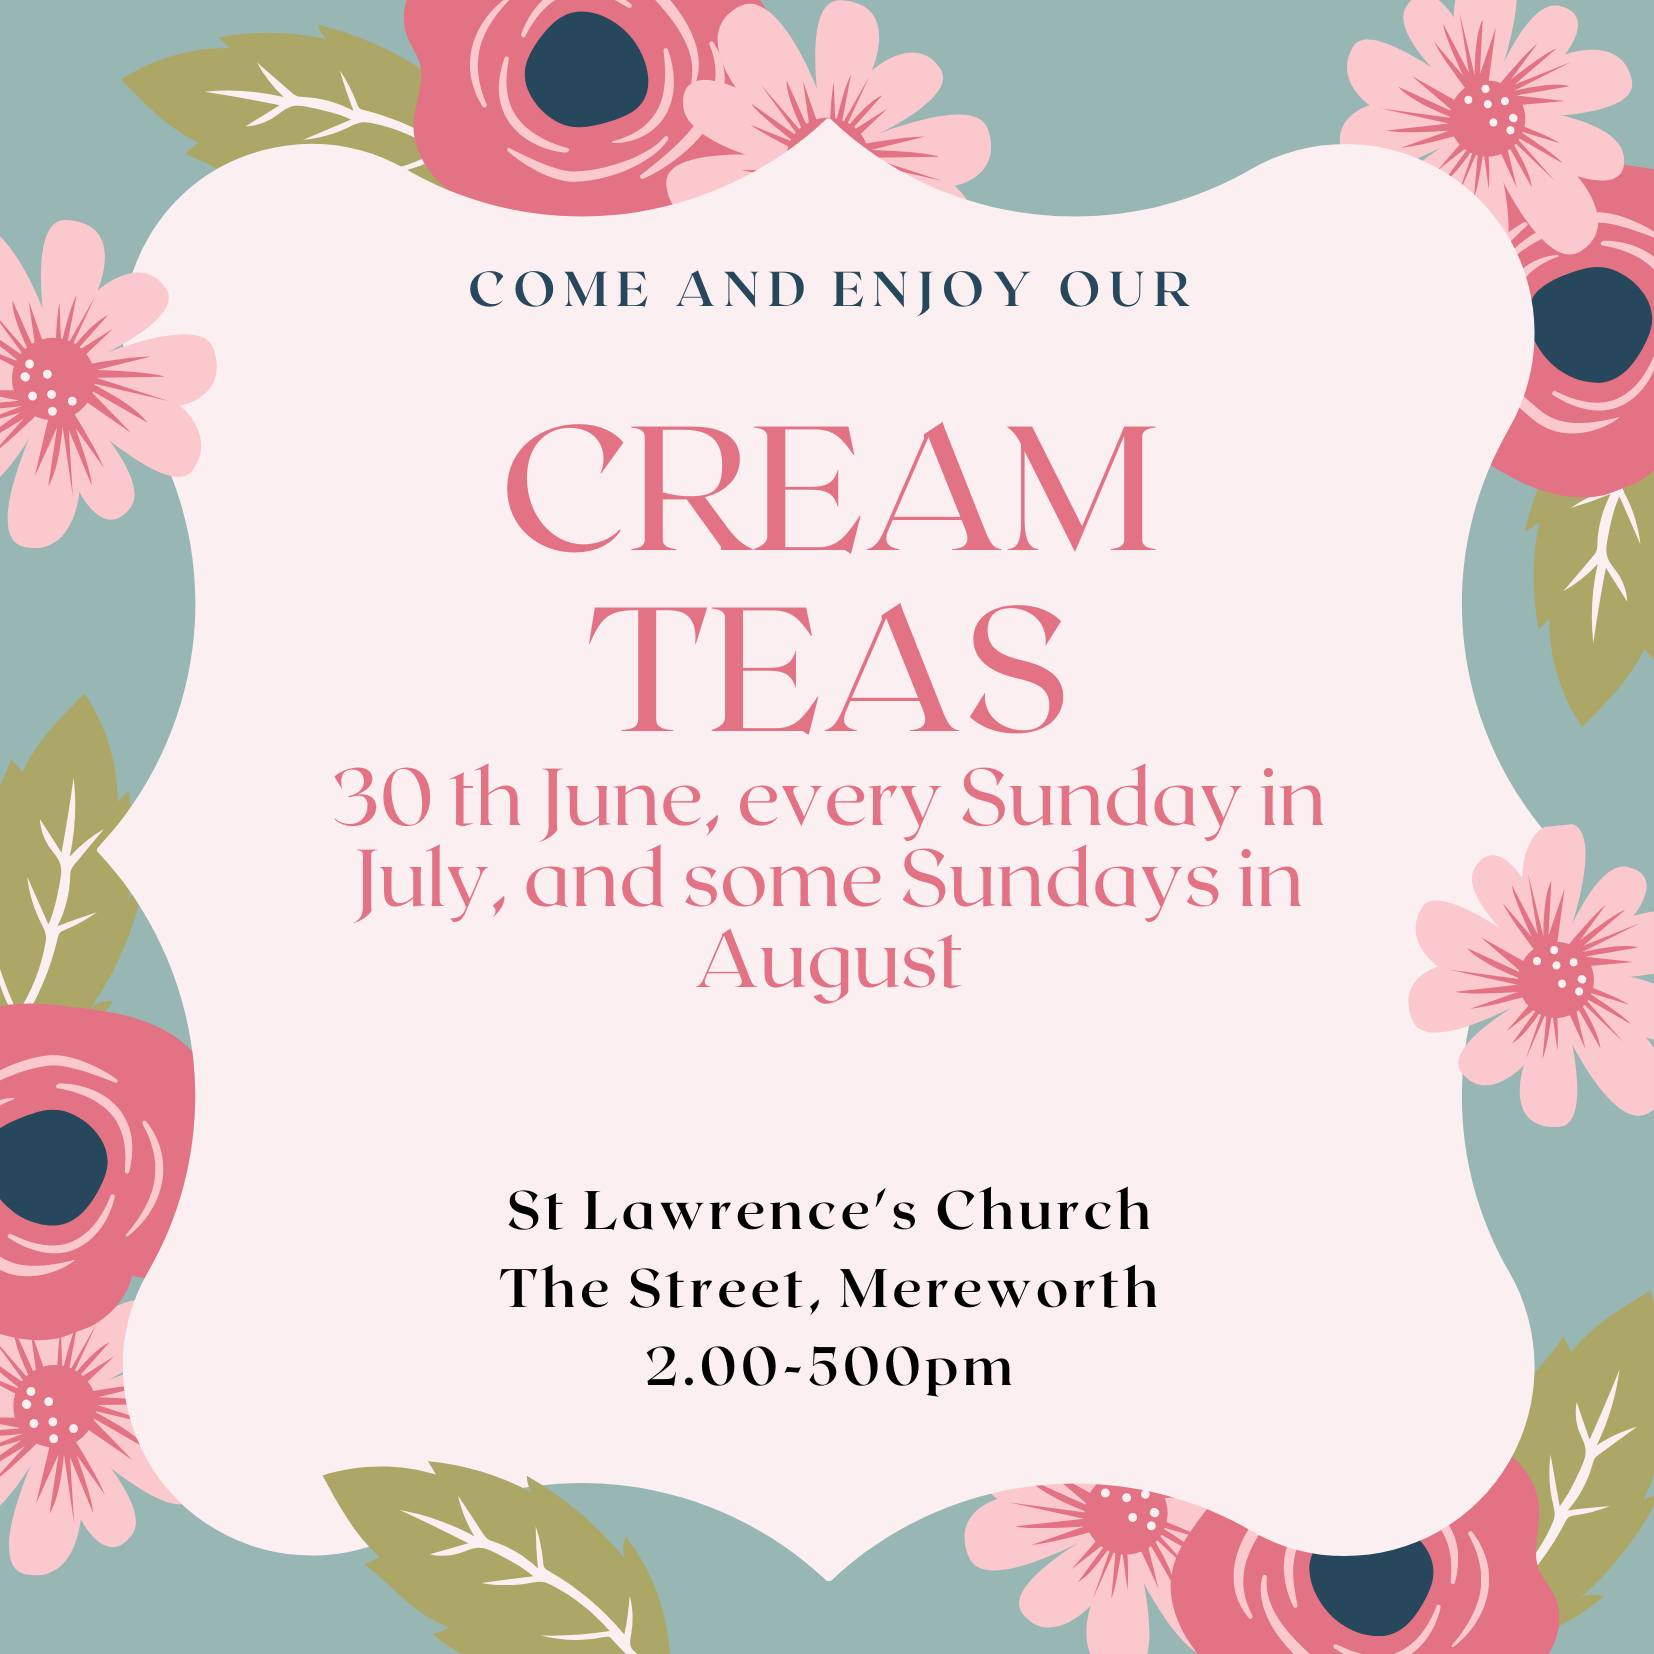 COME AND ENJOY OUR
CREAM
TEAS
30 th June, every Sunday in
July, and some Sundays in
August
St Lawrence's Church
The Street, Mereworth
2.00-500pm